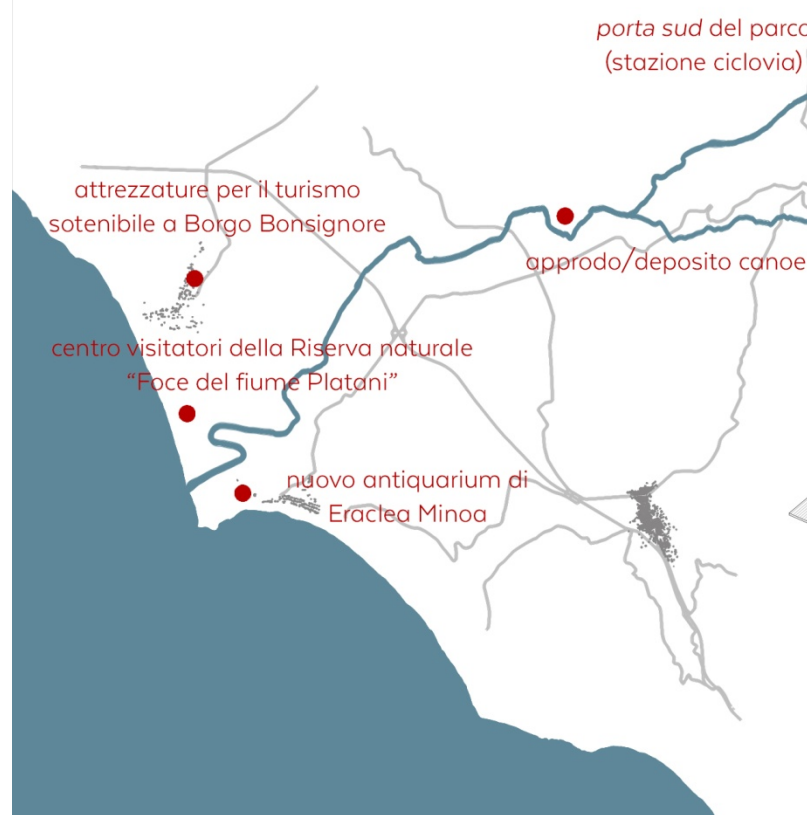 porta sud del parco
(stazione ciclovia)
attrezzature per il turismo
sotenibile a Borgo Bonsignore
approdo/deposito canoe
centro visitatori della Riserva naturale
“Foce del fiume Platani”
nuovo antiquarium di
Eraclea Minoa